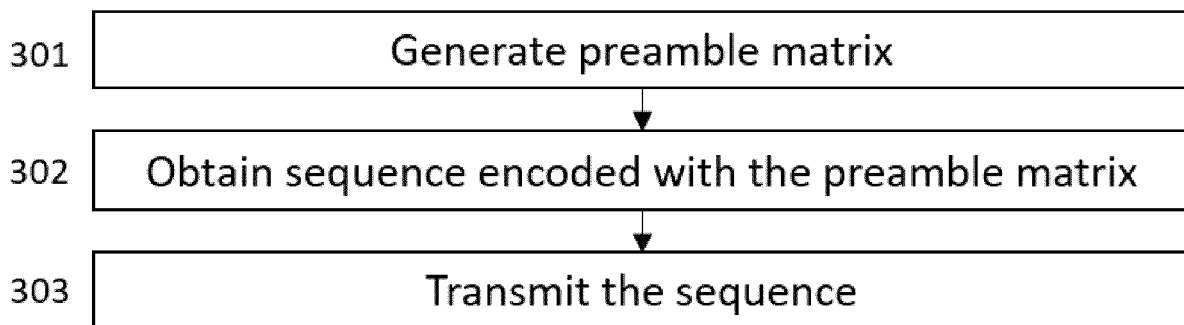 301 Generate preamble matrix
302 Obtain sequence encoded with the preamble matrix
303 Transmit the sequence